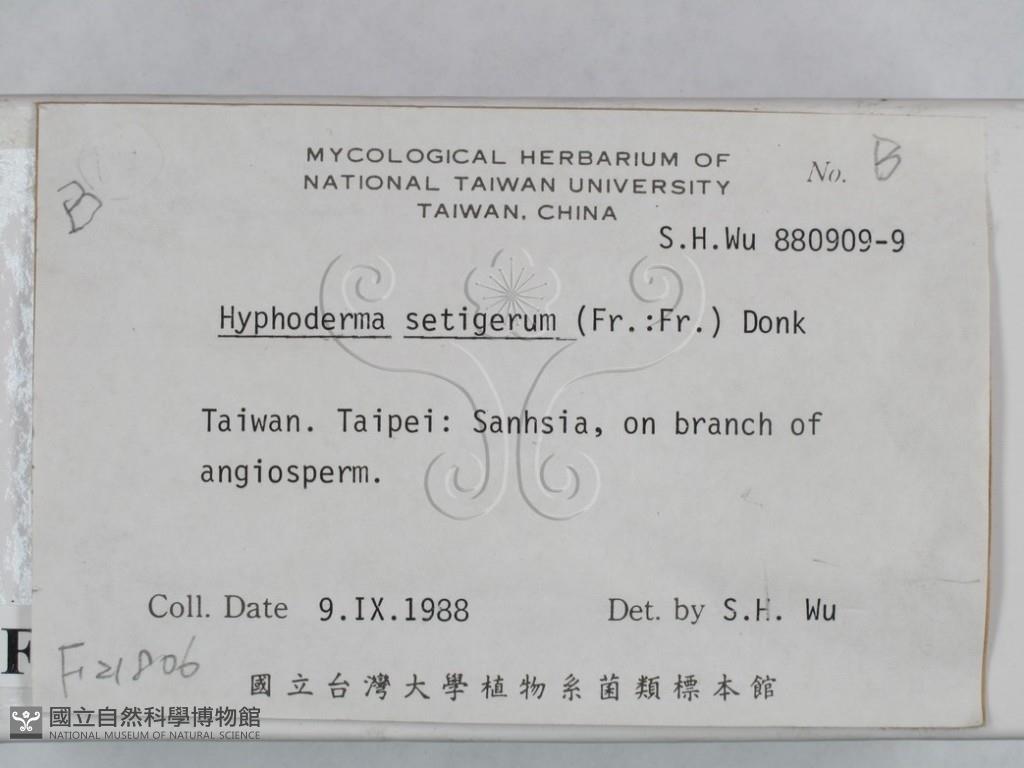 MYCOLOGICAL HERBARIUM OF
NATIONAL TAIWAN UNIVERSITY
TAIWAN, CHINA
No. B
B
S.H.Wu 880909-9
Hyphoderma setigerum (Fr.:Fr.) Donk
Taiwan. Taipei: Sanhsia, on branch of
angiosperm.
Coll. Date 9.IX.1988
Det. by S.H. Wu
F
F21806
國立台灣大學植物系菌類標本館
國立自然科學博物館
NATIONAL MUSEUM OF NATURAL SCIENCE